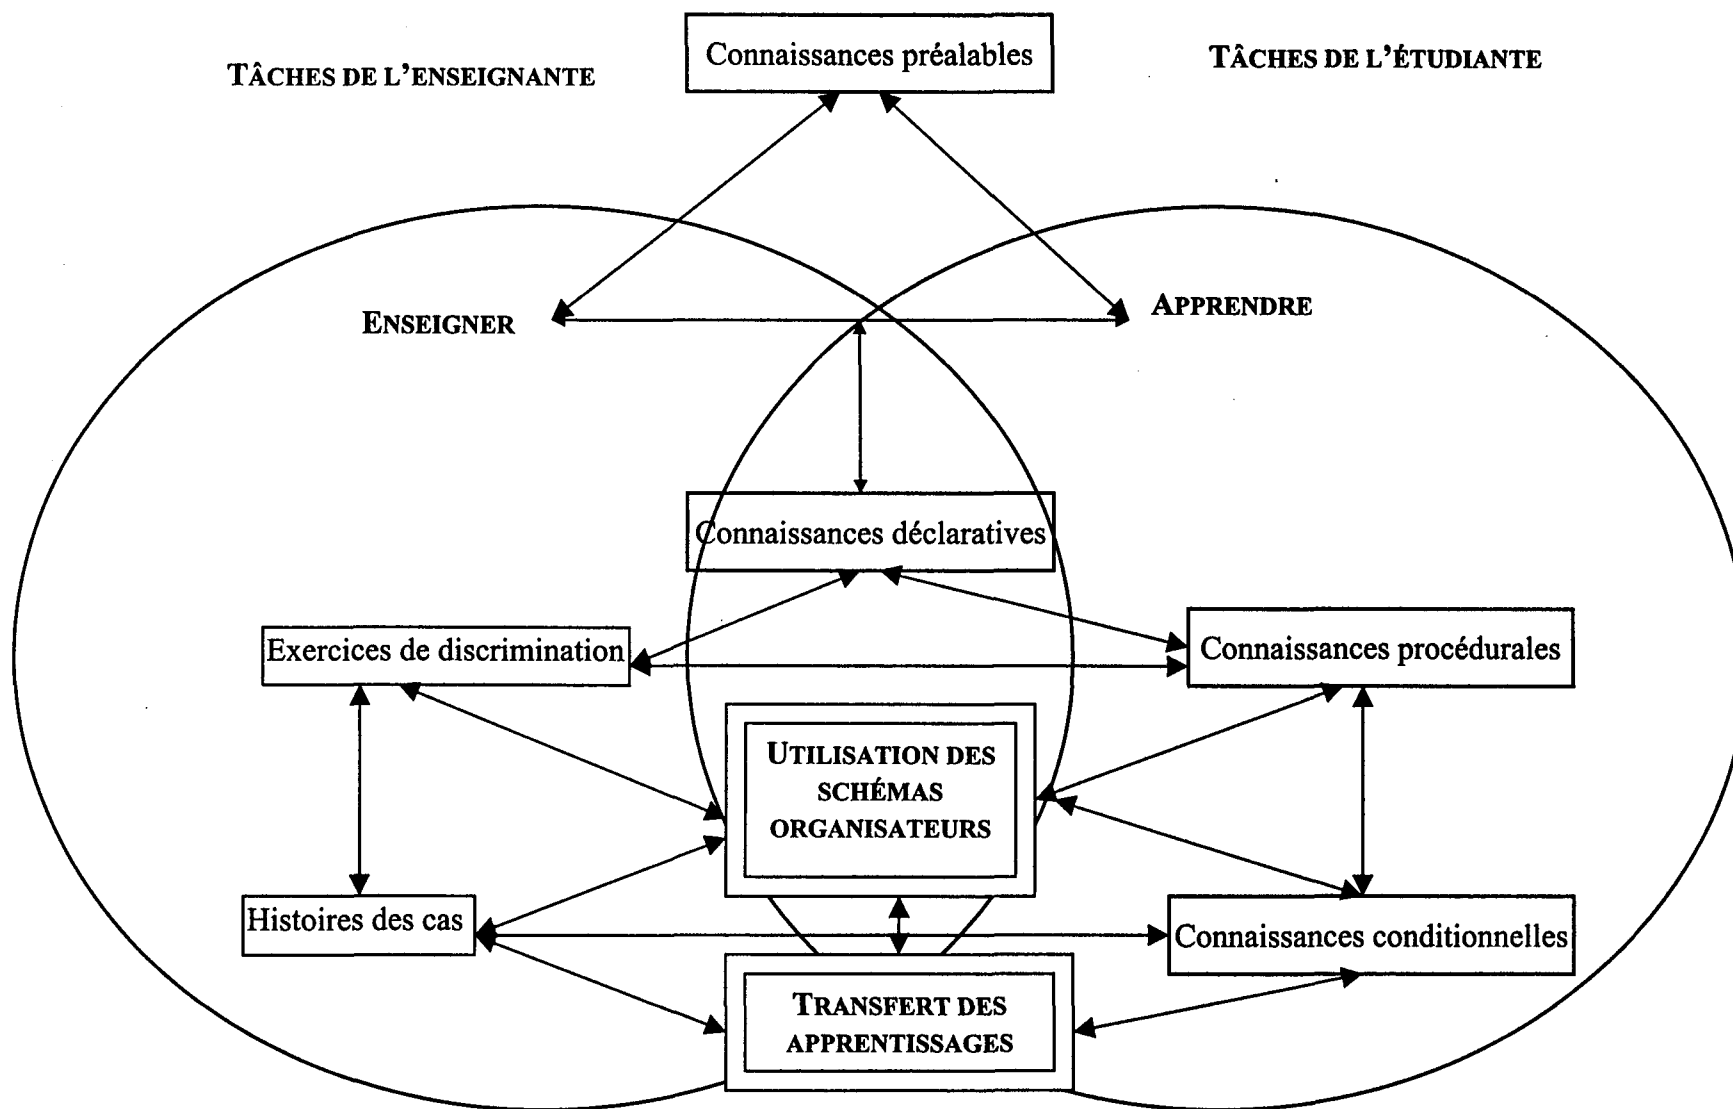 Connaissances préalables
TÂCHES DE L'ENSEIGNANTE
TÂCHES DE L'ÉTUDIANTE
ENSEIGNER
APPRENDRE
Connaissances déclaratives
Exercices de discrimination
Connaissances procédurales
UTILISATION DES
SCHÉMAS
ORGANISATEURS
Histoires des cas
Connaissances conditionnelles
TRANSFERT DES
APPRENTISSAGES